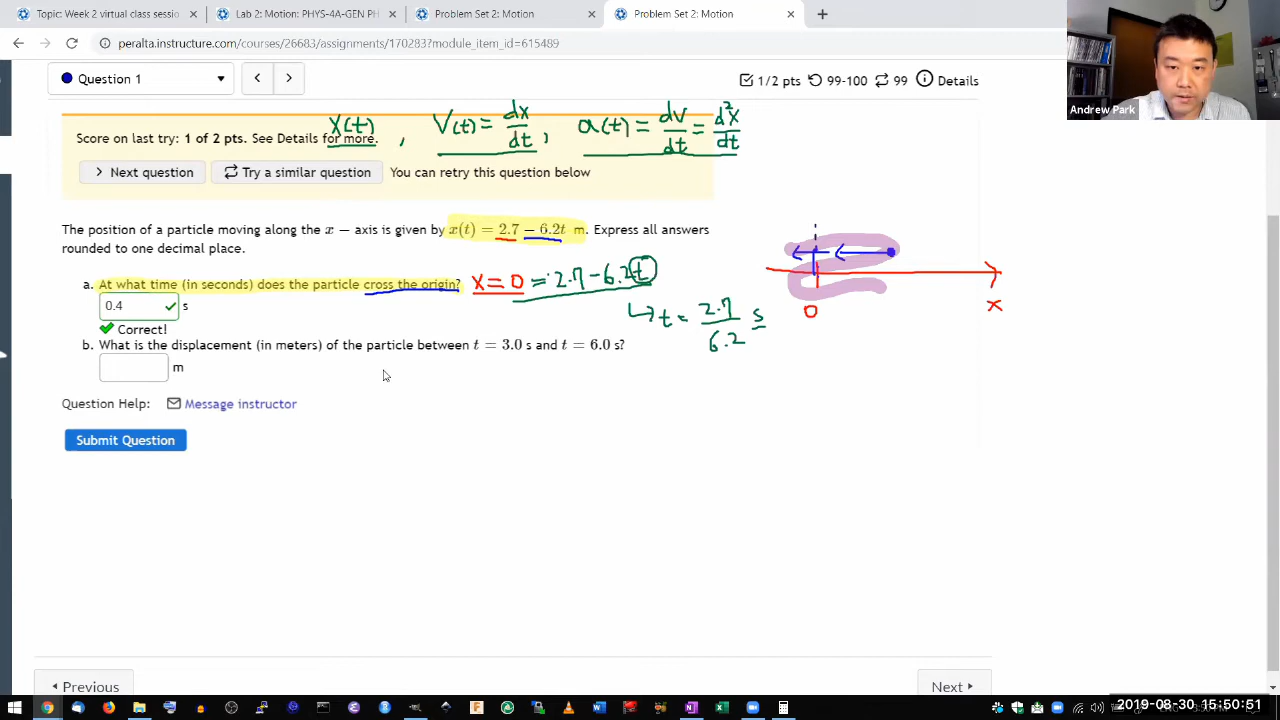 Topic: Week 2 virtual class sessi
Lab 2: Motion: PHYS-4A-GEN PH
Problem Set 2: Motion
Problem Set 2: Motion
peralta.instructure.com/courses/26683/assignments/170283?module_item_id=615489
Andrew Park
Question 1
1/2 pts
99-100
99
Details
x(t) , v(t) = dx/dt ; a(t) = dv/dt = d²x/dt
Score on last try: 1 of 2 pts. See Details for more.
Next question
Try a similar question
You can retry this question below
The position of a particle moving along the x − axis is given by x(t) = 2.7 − 6.2t m. Express all answers
rounded to one decimal place.
a. At what time (in seconds) does the particle cross the origin?
x = 0 = 2.7 - 6.2t
0.4 s
↳ t = 2.7/6.2 s
0
x
Correct!
b. What is the displacement (in meters) of the particle between t = 3.0 s and t = 6.0 s?
m
Question Help:
Message instructor
Submit Question
Previous
Next
2019-08-30 15:50:51